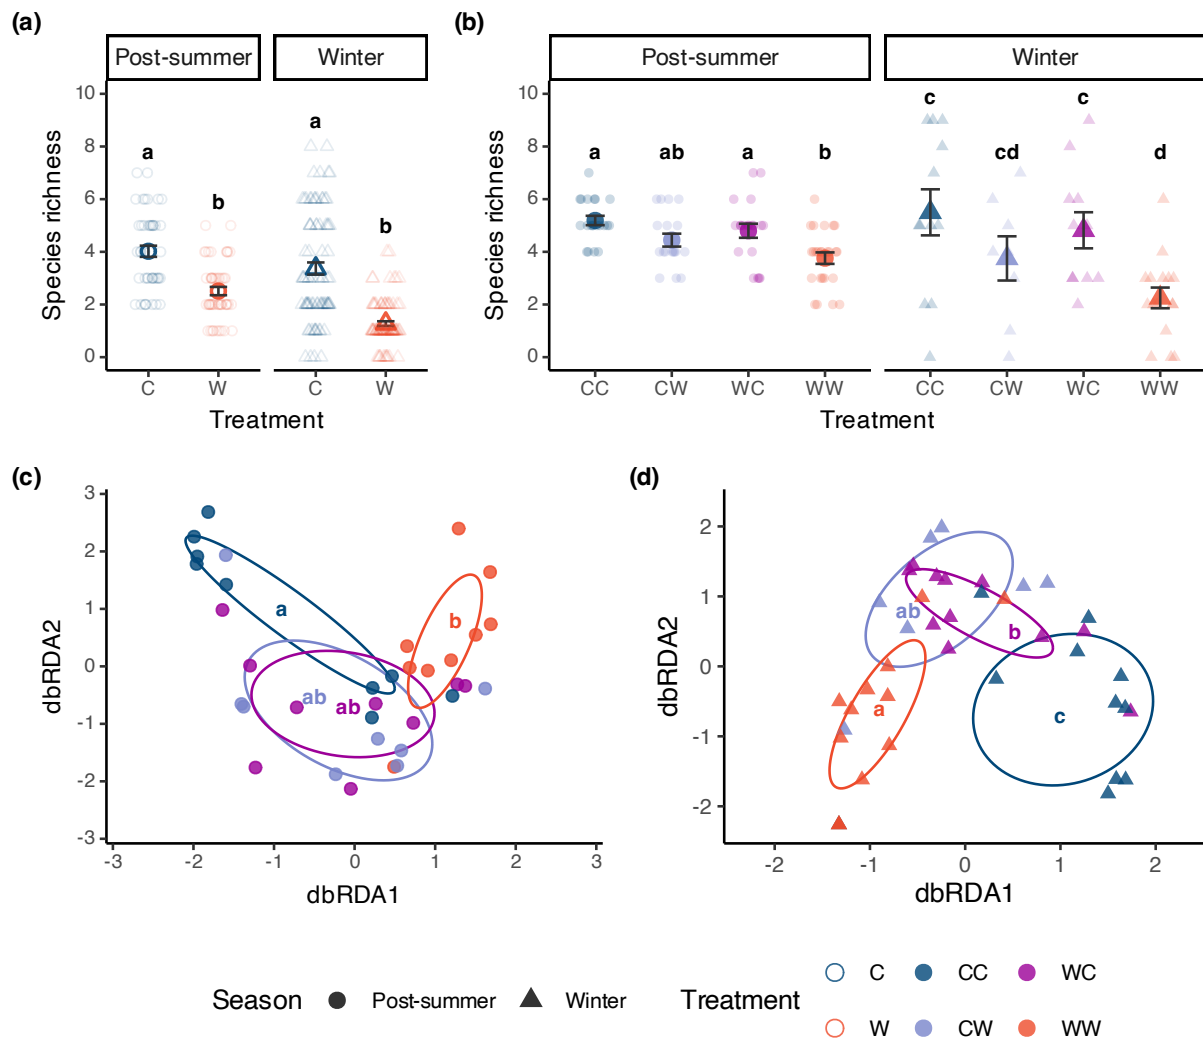 (a)
(b)
Post-summer
Winter
Post-summer
Winter
Species richness
10
8
6
4
2
0
a
b
a
b
C
W
C
W
Treatment
Species richness
10
8
6
4
2
0
a
ab
a
b
c
cd
c
d
CC
CW
WC
WW
CC
CW
WC
WW
Treatment
(c)
(d)
dbRDA2
3
2
1
0
-1
-2
-3
a
b
ab
ab
-3
-2
-1
0
1
2
3
dbRDA1
dbRDA2
2
1
0
-1
-2
ab
b
a
c
-2
-1
0
1
2
dbRDA1
Season
Post-summer
Winter
Treatment
C
CC
WC
W
CW
WW